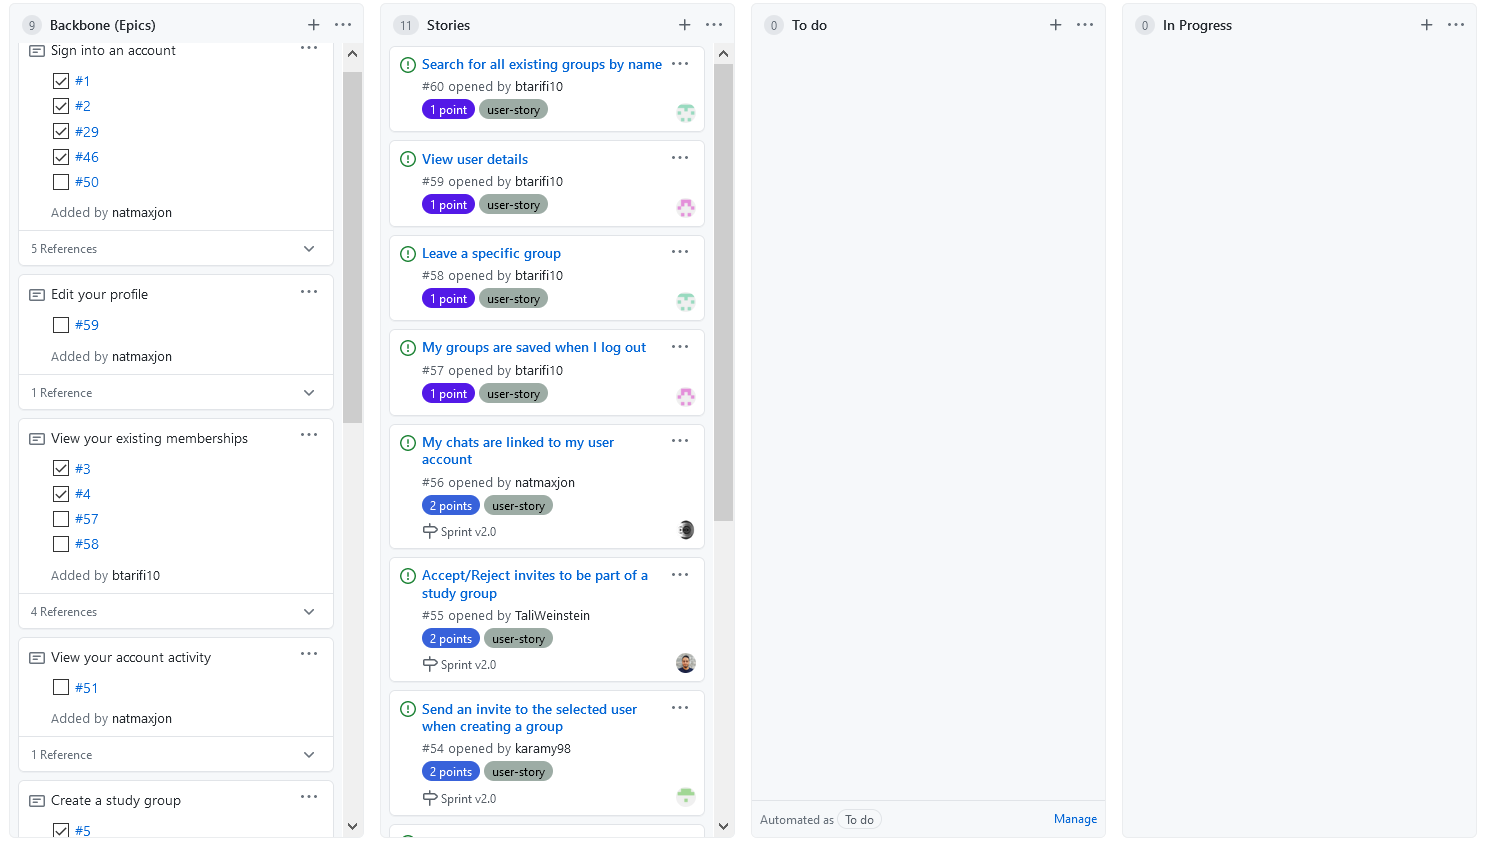 9 Backbone (Epics)
Sign into an account
#1
#2
#29
#46
#50
Added by natmaxjon
5 References
Edit your profile
#59
Added by natmaxjon
1 Reference
View your existing memberships
#3
#4
#57
#58
Added by btarifi10
4 References
View your account activity
#51
Added by natmaxjon
1 Reference
Create a study group
#5
11 Stories
Search for all existing groups by name
#60 opened by btarifi10
1 point user-story
View user details
#59 opened by btarifi10
1 point user-story
Leave a specific group
#58 opened by btarifi10
1 point user-story
My groups are saved when I log out
#57 opened by btarifi10
1 point user-story
My chats are linked to my user
account
#56 opened by natmaxjon
2 points user-story
Sprint v2.0
Accept/Reject invites to be part of a
study group
#55 opened by TaliWeinstein
2 points user-story
Sprint v2.0
Send an invite to the selected user
when creating a group
#54 opened by karamy98
2 points user-story
Sprint v2.0
0 To do
Automated as To do Manage
0 In Progress